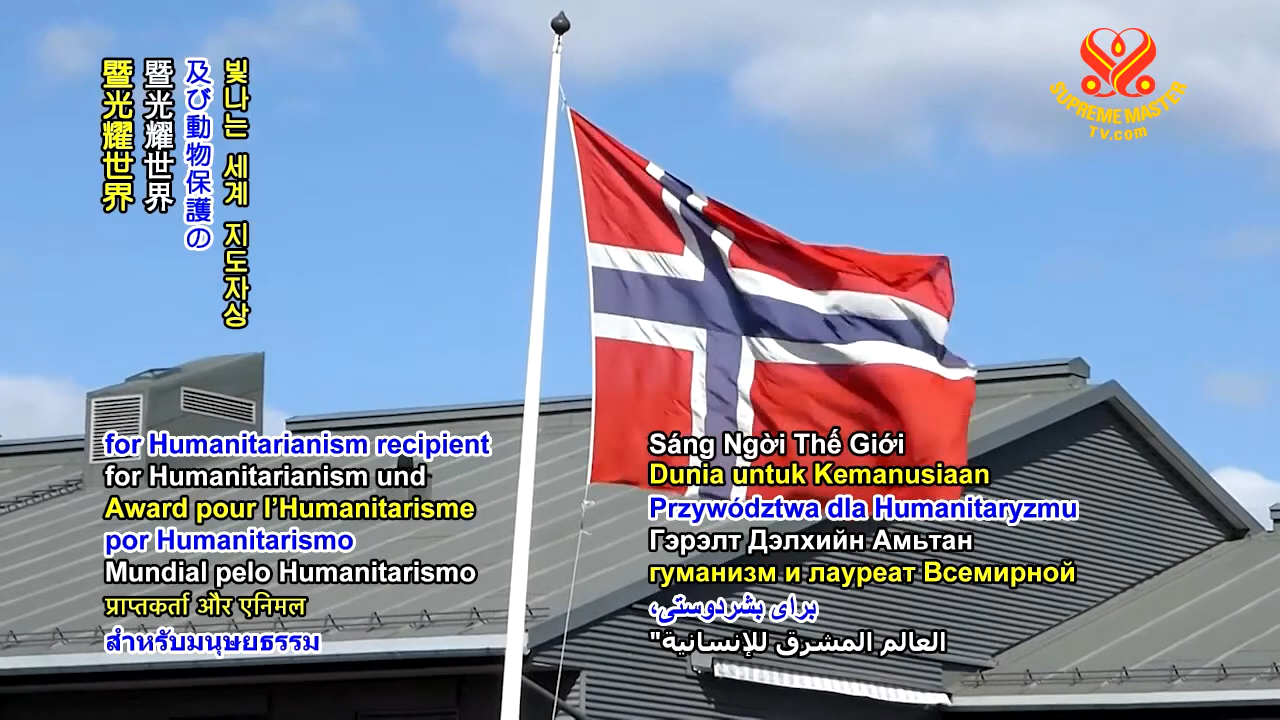 SUPREME MASTER
TV.com
빛나는 세계 지도자상
及び動物保護の
暨光耀世界
暨光耀世界
for Humanitarianism recipient
for Humanitarianism und
Award pour l’Humanitarisme
por Humanitarismo
Mundial pelo Humanitarismo
प्राप्तकर्ता और एनिमल
สำหรับมนุษยธรรม
Sáng Ngời Thế Giới
Dunia untuk Kemanusiaan
Przywództwa dla Humanitaryzmu
Гэрэлт Дэлхийн Амьтан
гуманизм и лауреат Всемирной
برای بشردوستی،
العالم المشرق للإنسانية"